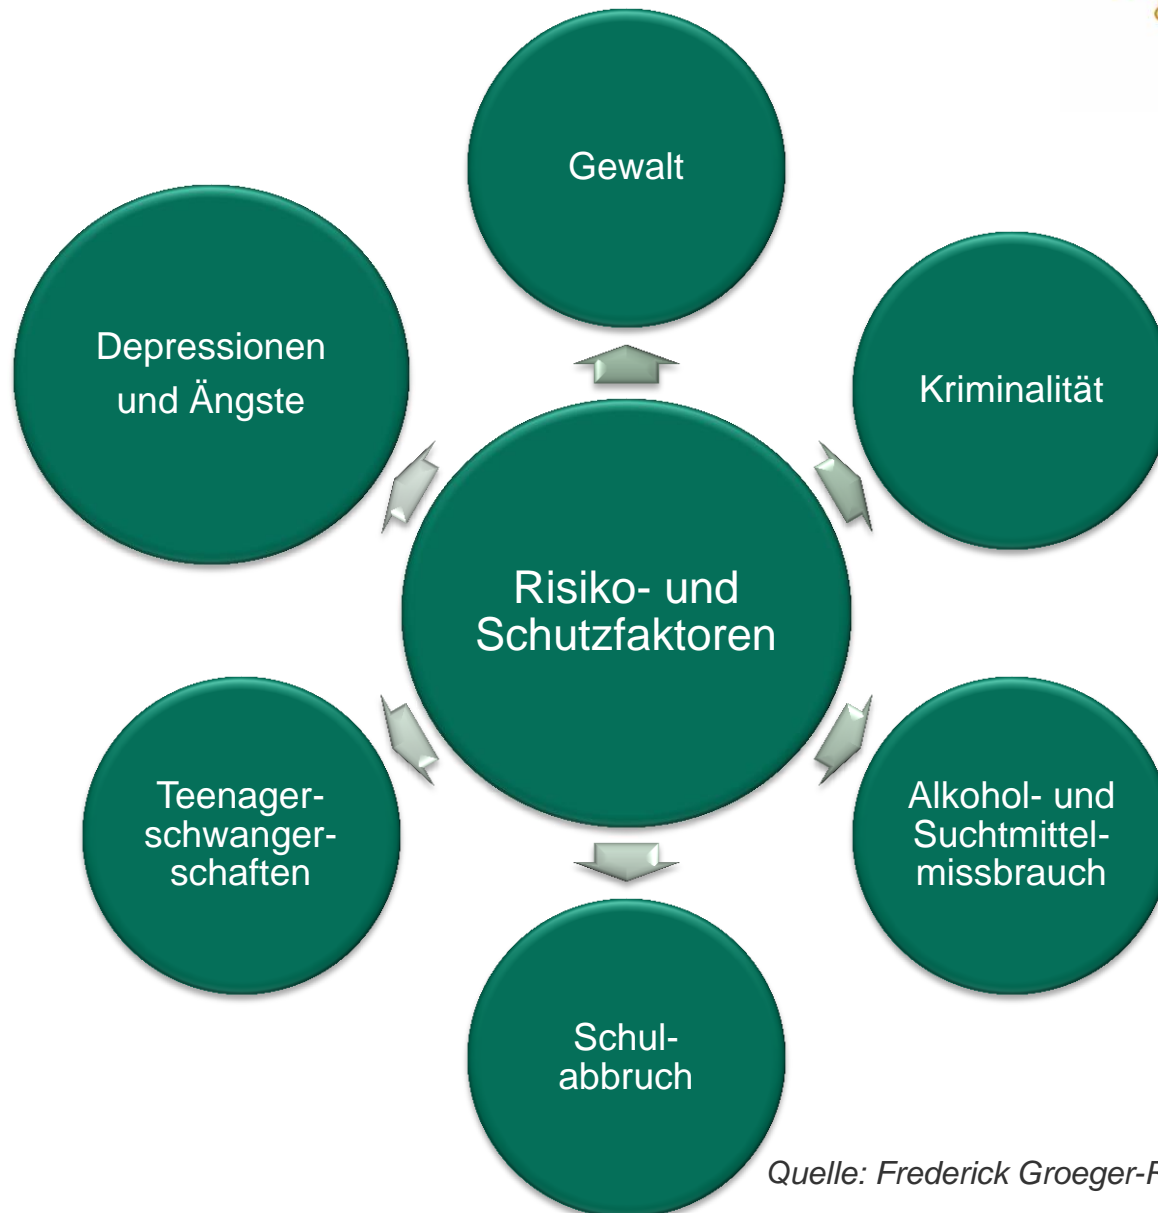 Gewalt
Depressionen
und Ängste
Kriminalität
Risiko- und
Schutzfaktoren
Teenager-
schwanger-
schaften
Alkohol- und
Suchtmittel-
missbrauch
Schul-
abbruch
Quelle: Frederick Groeger-